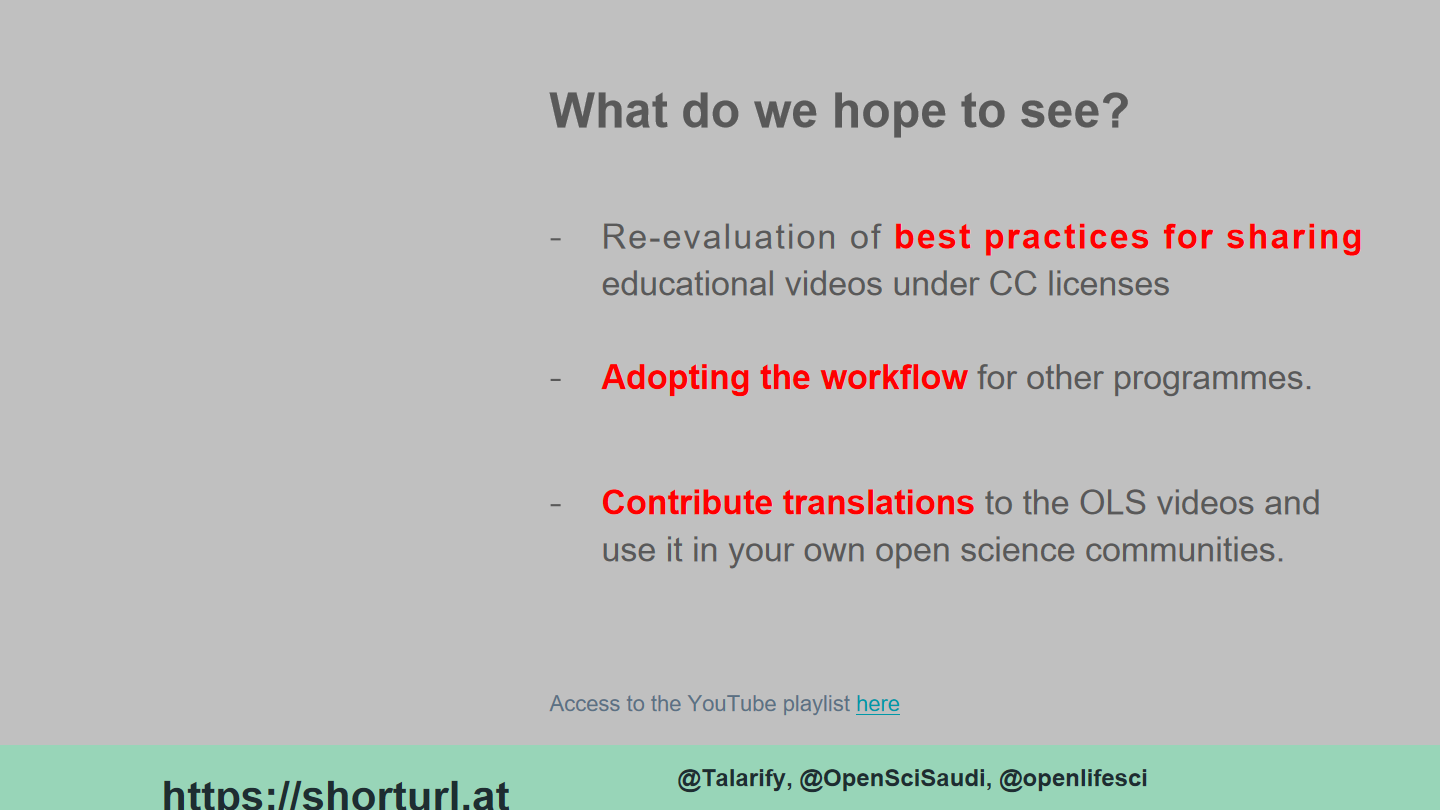 What do we hope to see?
- Re-evaluation of best practices for sharing
educational videos under CC licenses
- Adopting the workflow for other programmes.
- Contribute translations to the OLS videos and
use it in your own open science communities.
Access to the YouTube playlist here
@Talarify, @OpenSciSaudi, @openlifesci
https://shorturl.at